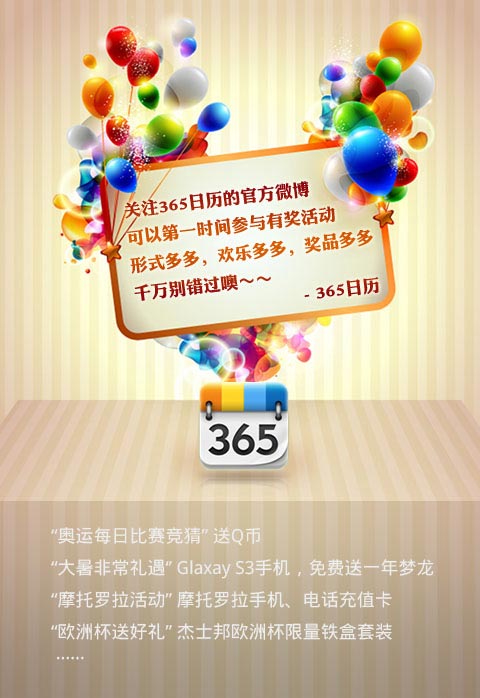 关注365日历的官方微博
可以第一时间参与有奖活动
形式多多，欢乐多多，奖品多多
千万别错过噢～～
- 365日历
365
“奥运每日比赛竞猜” 送Q币
“大暑非常礼遇” Glaxay S3手机，免费送一年梦龙
“摩托罗拉活动” 摩托罗拉手机、电话充值卡
“欧洲杯送好礼” 杰士邦欧洲杯限量铁盒套装
……